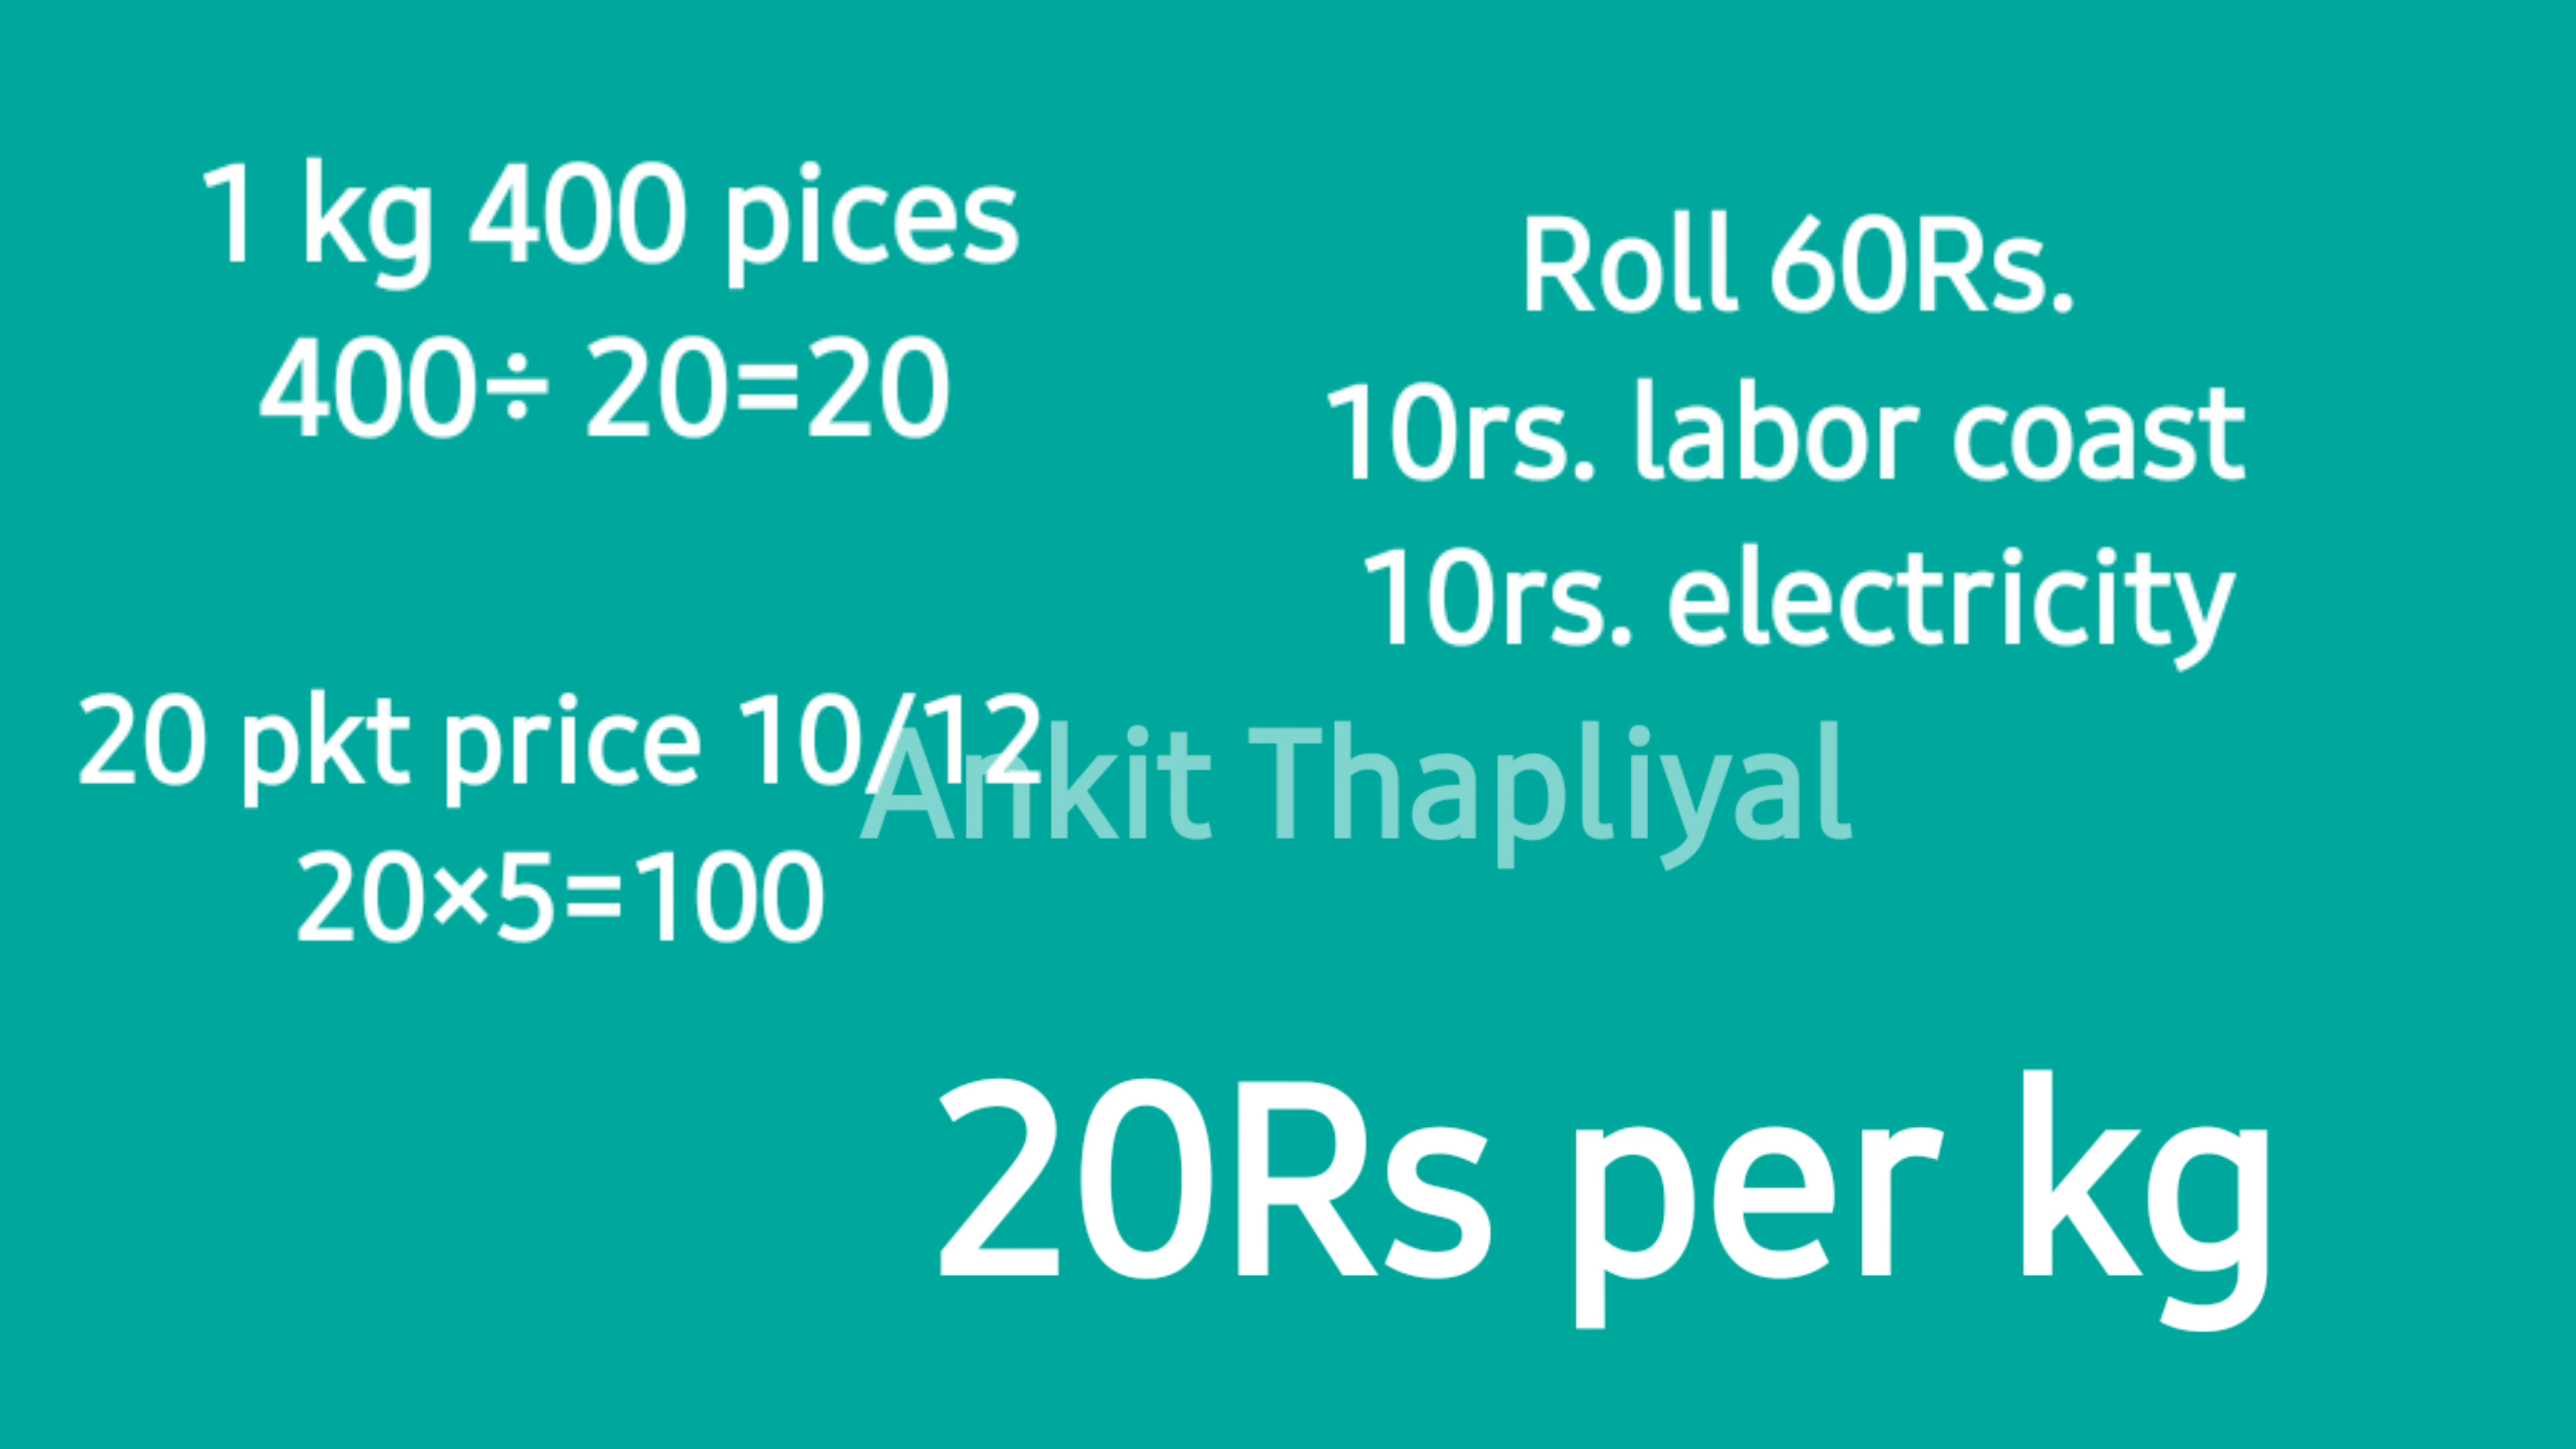 1 kg 400 pices
400÷ 20=20
Roll 60Rs.
10rs. labor coast
10rs. electricity
20 pkt price 10/12
20×5=100
Ankit Thapliyal
20Rs per kg